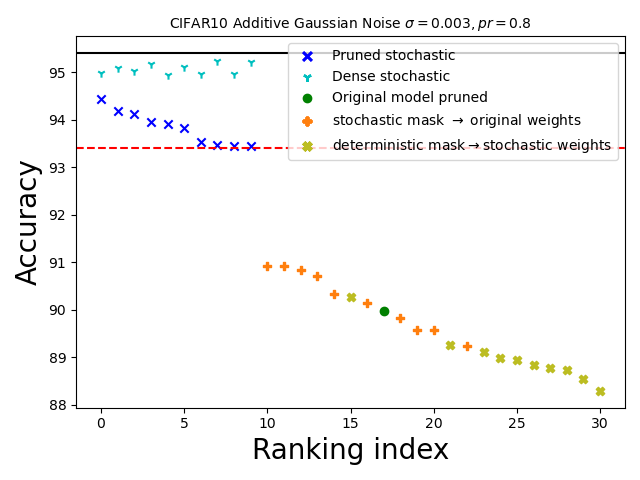 CIFAR10 Additive Gaussian Noise σ = 0.003, pr = 0.8
Pruned stochastic
Dense stochastic
Original model pruned
stochastic mask → original weights
deterministic mask→stochastic weights
95
94
93
92
91
90
89
88
Accuracy
0 5 10 15 20 25 30
Ranking index